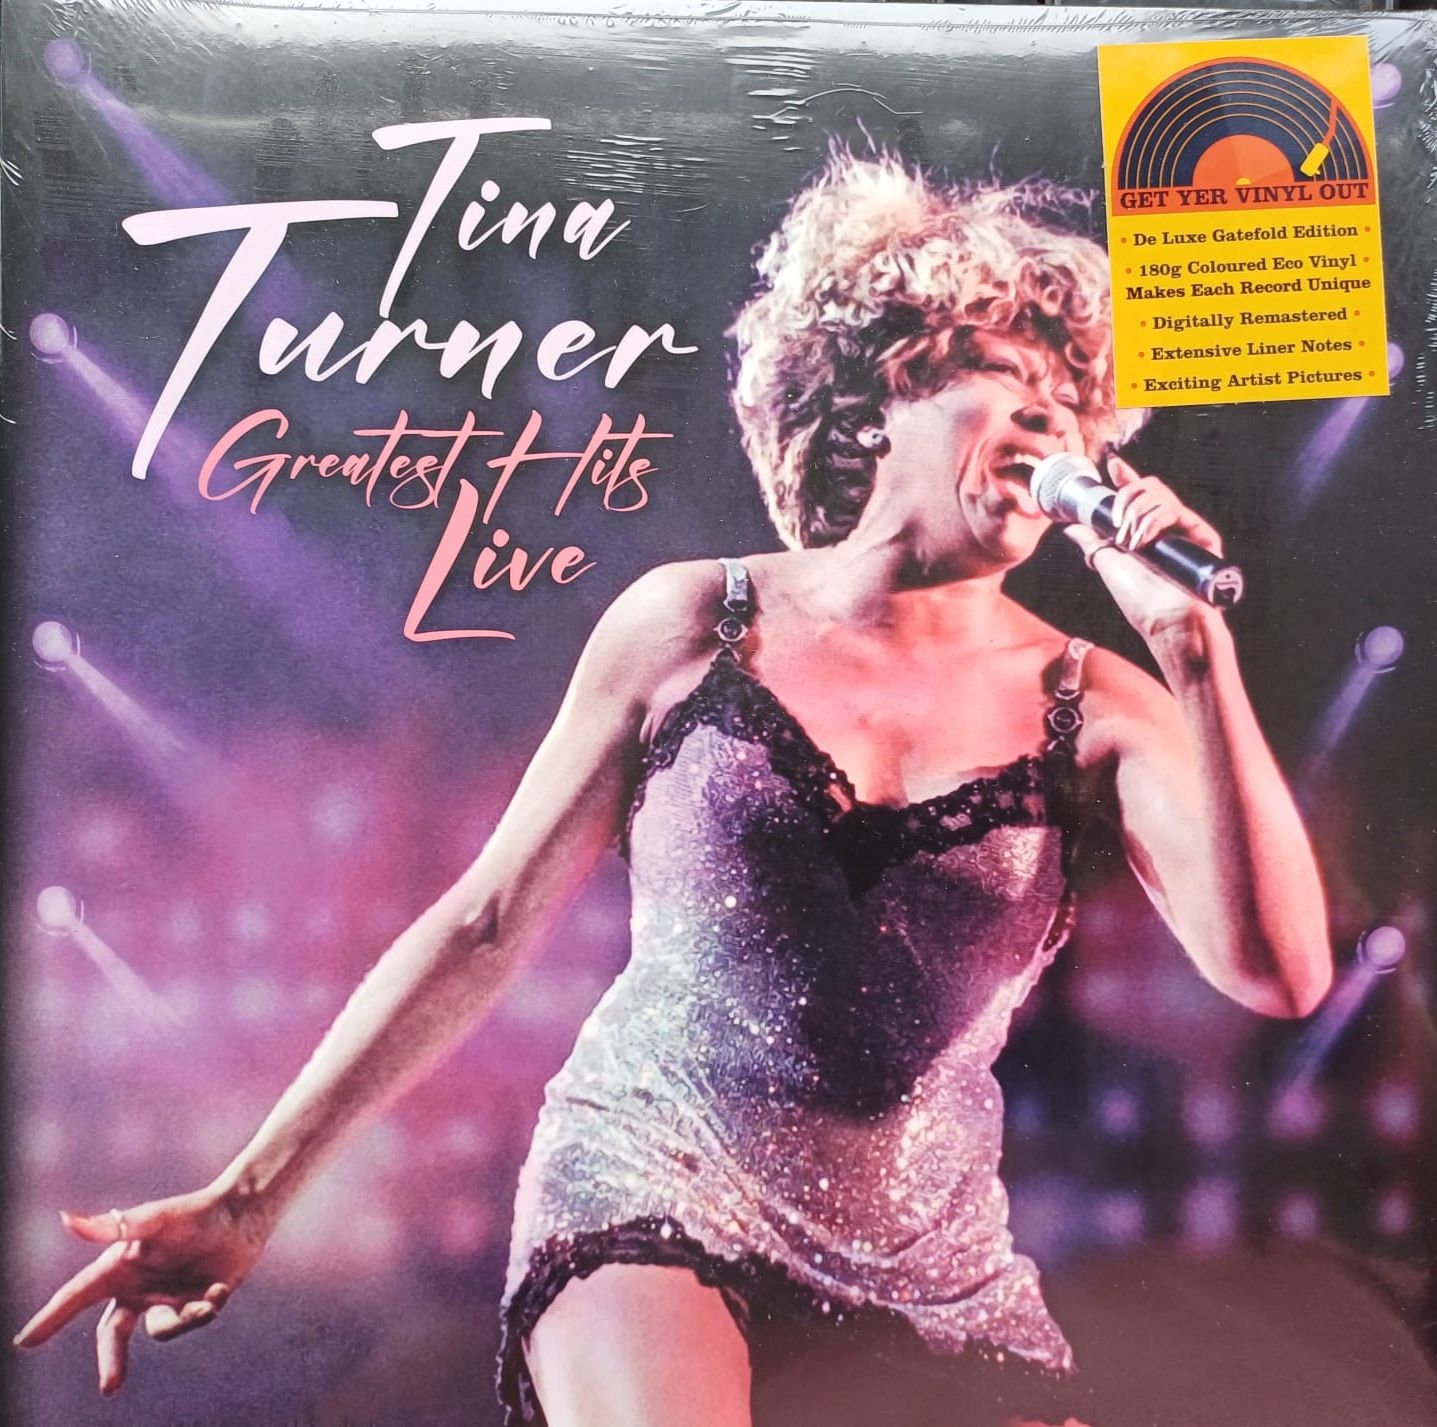 Tina
Turner
Greatest Hits
Live
GET YER VINYL OUT
• De Luxe Gatefold Edition •
• 180g Coloured Eco Vinyl •
Makes Each Record Unique
• Digitally Remastered •
• Extensive Liner Notes •
• Exciting Artist Pictures •